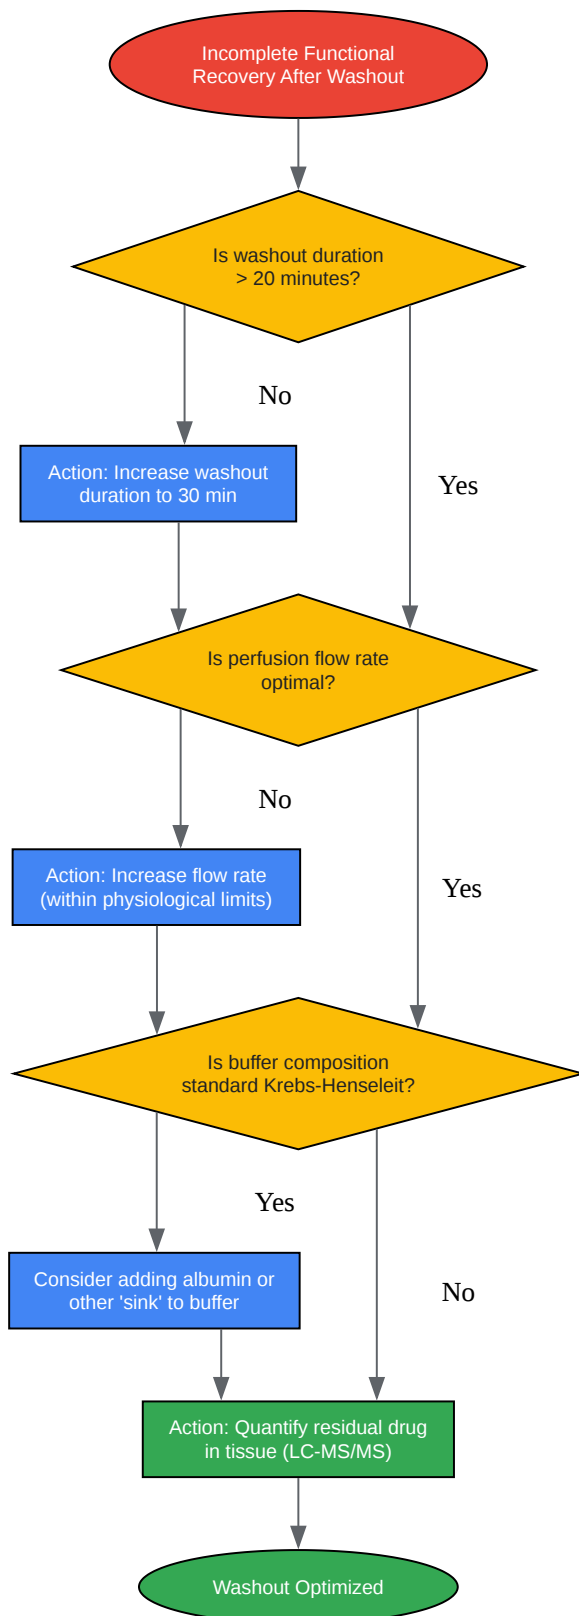 Incomplete Functional
Recovery After Washout
Is washout duration
> 20 minutes?
No
Action: Increase washout
duration to 30 min
Yes
Is perfusion flow rate
optimal?
No
Action: Increase flow rate
(within physiological limits)
Yes
Is buffer composition
standard Krebs-Henseleit?
Yes
Consider adding albumin or
other 'sink' to buffer
No
Action: Quantify residual drug
in tissue (LC-MS/MS)
Washout Optimized